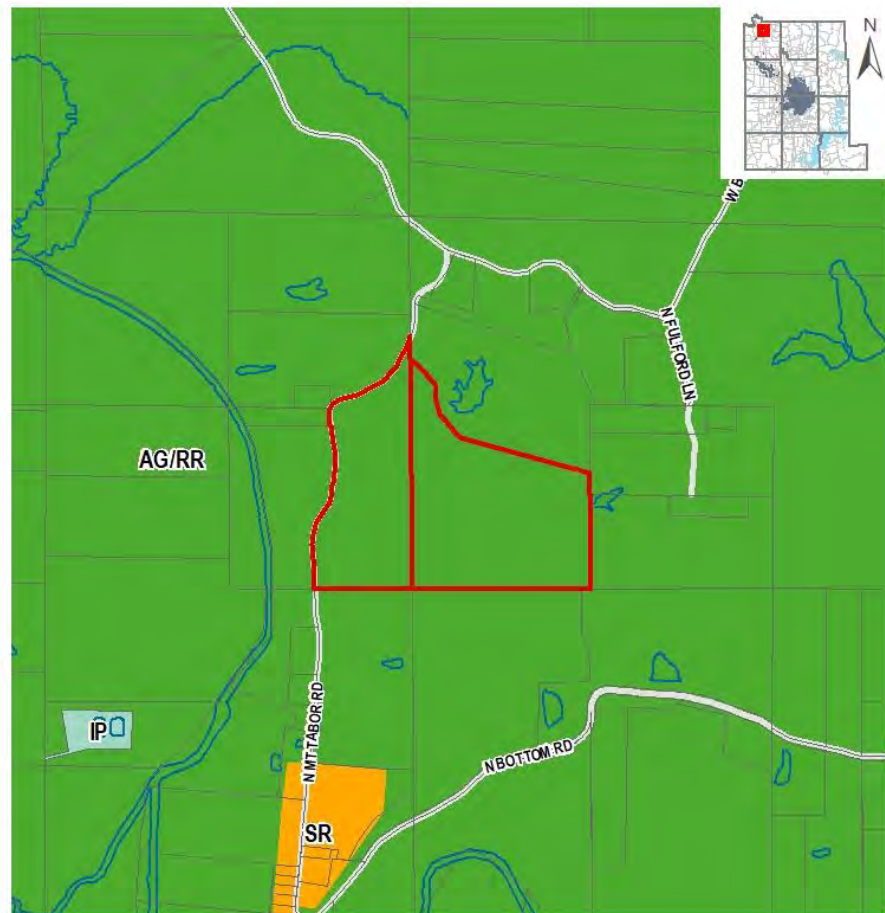 N
W B
N FULFORD LN
AG/RR
N MT TABOR RD
IP
N BOTTOM RD
SR